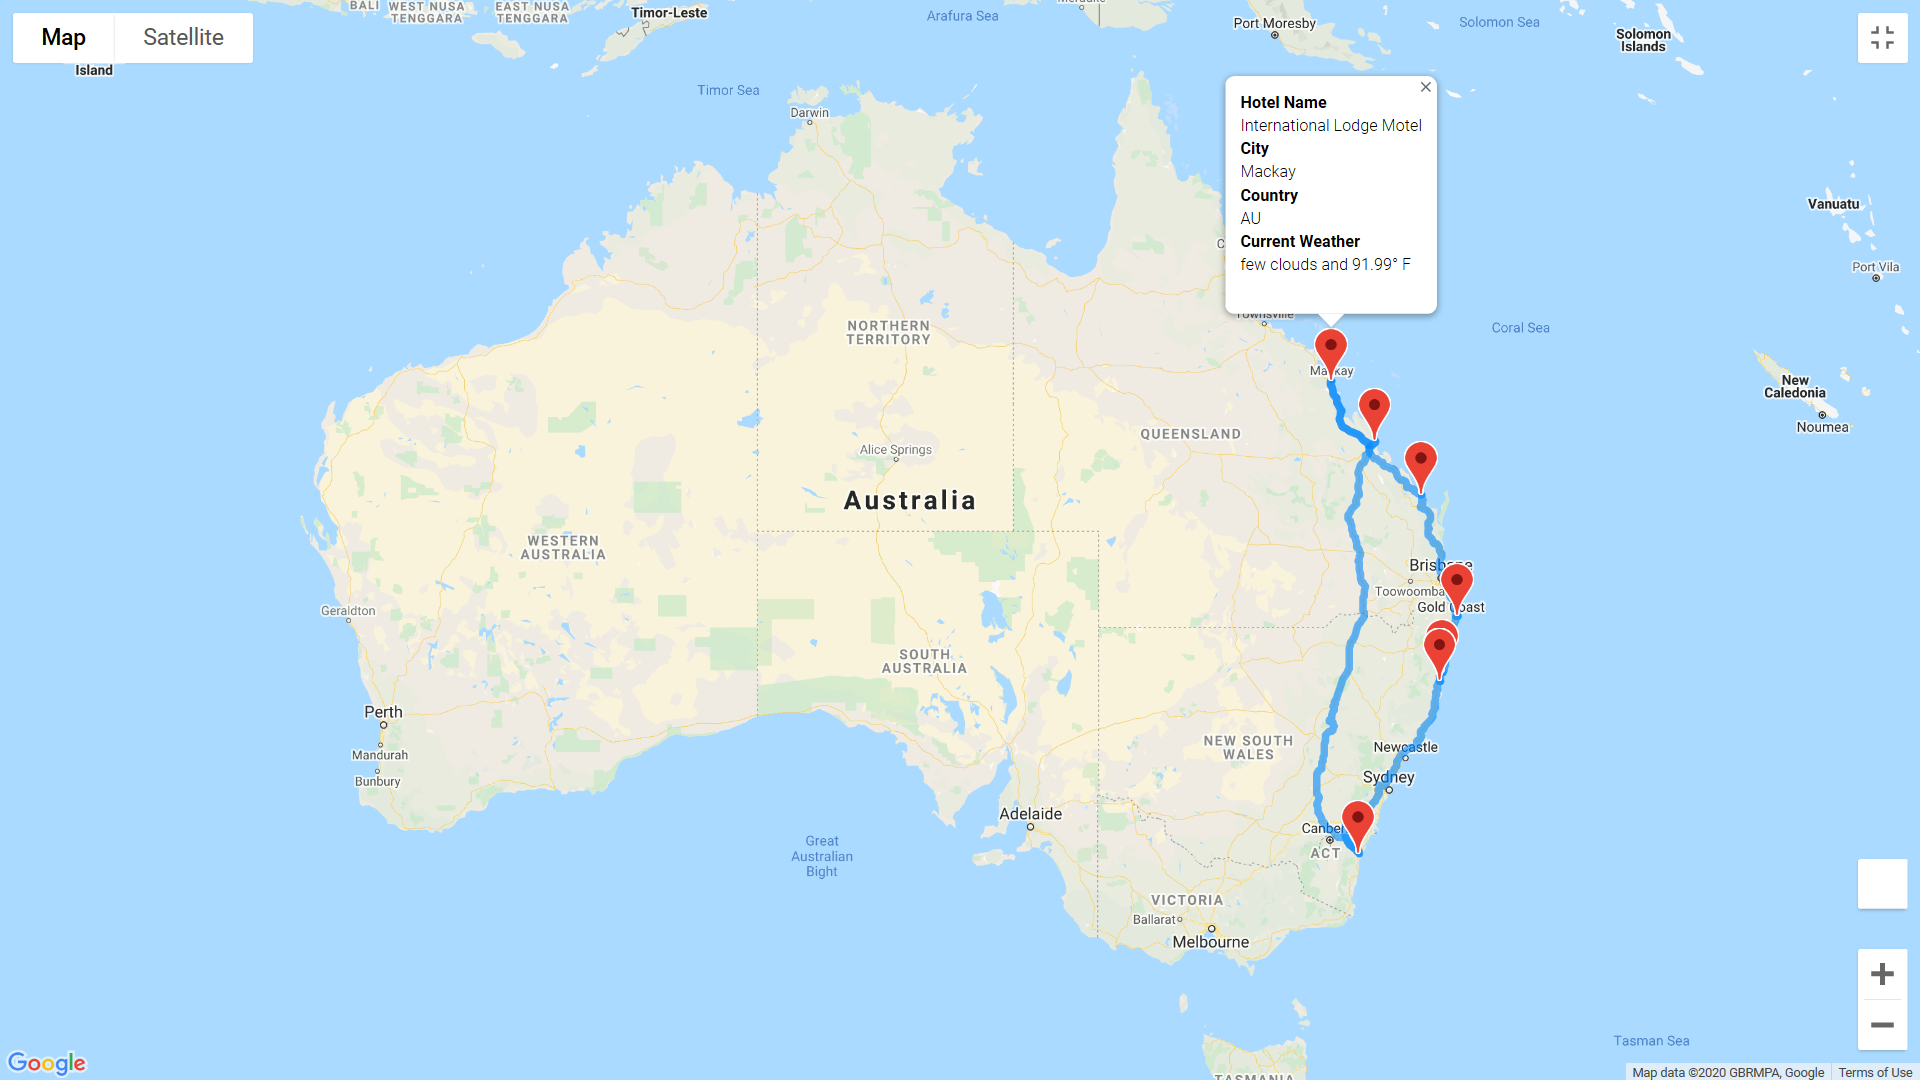 BALI
WEST NUSA
TENGGARA
EAST NUSA
TENGGARA
Timor-Leste
Arafura Sea
Port Moresby
Solomon Sea
Solomon
Islands
Map
Satellite
Island
Timor Sea
Darwin
Hotel Name
International Lodge Motel
City
Mackay
Country
AU
Current Weather
few clouds and 91.99° F
Vanuatu
Port Vila
Townsville
Coral Sea
NORTHERN
TERRITORY
Mackay
New
Caledonia
Noumea
QUEENSLAND
Alice Springs
Australia
WESTERN
AUSTRALIA
Brisbane
Toowoomba
Gold Coast
Geraldton
SOUTH
AUSTRALIA
Perth
Mandurah
Bunbury
NEW SOUTH
WALES
Newcastle
Sydney
Adelaide
Canber
ACT
Great
Australian
Bight
VICTORIA
Ballarat
Melbourne
Tasman Sea
TASMANIA
Google
Map data ©2020 GBRMPA, Google
Terms of Use